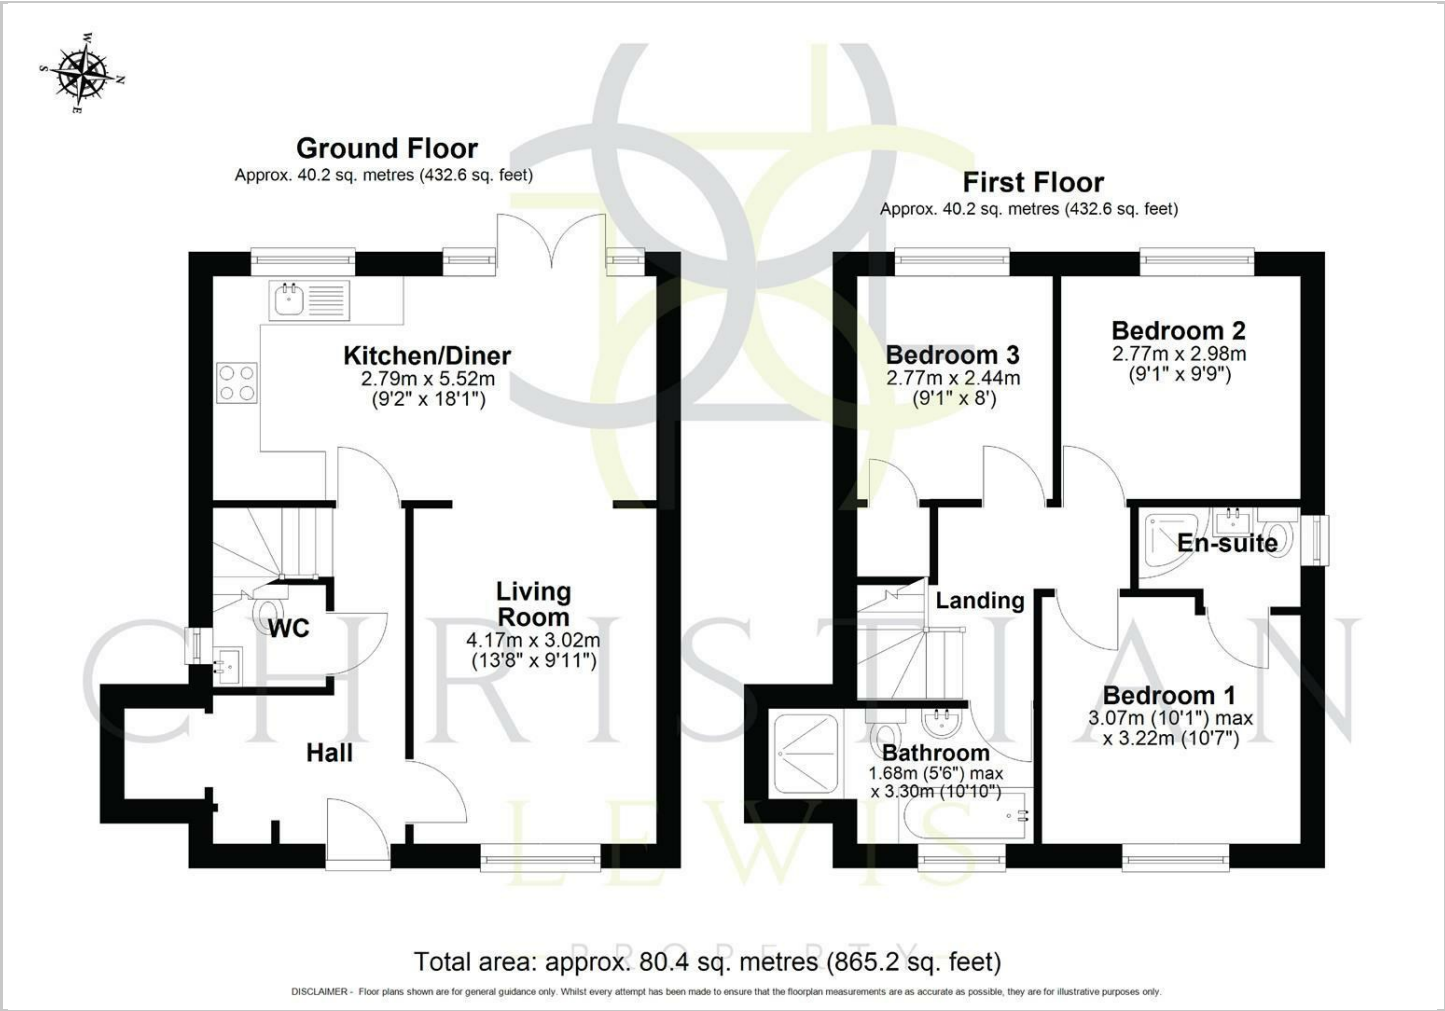 W
S
N
E
Ground Floor
Approx. 40.2 sq. metres (432.6 sq. feet)
First Floor
Approx. 40.2 sq. metres (432.6 sq. feet)
Kitchen/Diner
2.79m x 5.52m
(9'2" x 18'1")
Living
Room
4.17m x 3.02m
(13'8" x 9'11")
WC
Hall
Bedroom 3
2.77m x 2.44m
(9'1" x 8')
Bedroom 2
2.77m x 2.98m
(9'1" x 9'9")
En-suite
Landing
Bedroom 1
3.07m (10'1") max
x 3.22m (10'7")
Bathroom
1.68m (5'6") max
x 3.30m (10'10")
CHRISTIAN
LEWIS
PROPERTY
Total area: approx. 80.4 sq. metres (865.2 sq. feet)
DISCLAIMER - Floor plans shown are for general guidance only. Whilst every attempt has been made to ensure that the floorplan measurements are as accurate as possible, they are for illustrative purposes only.